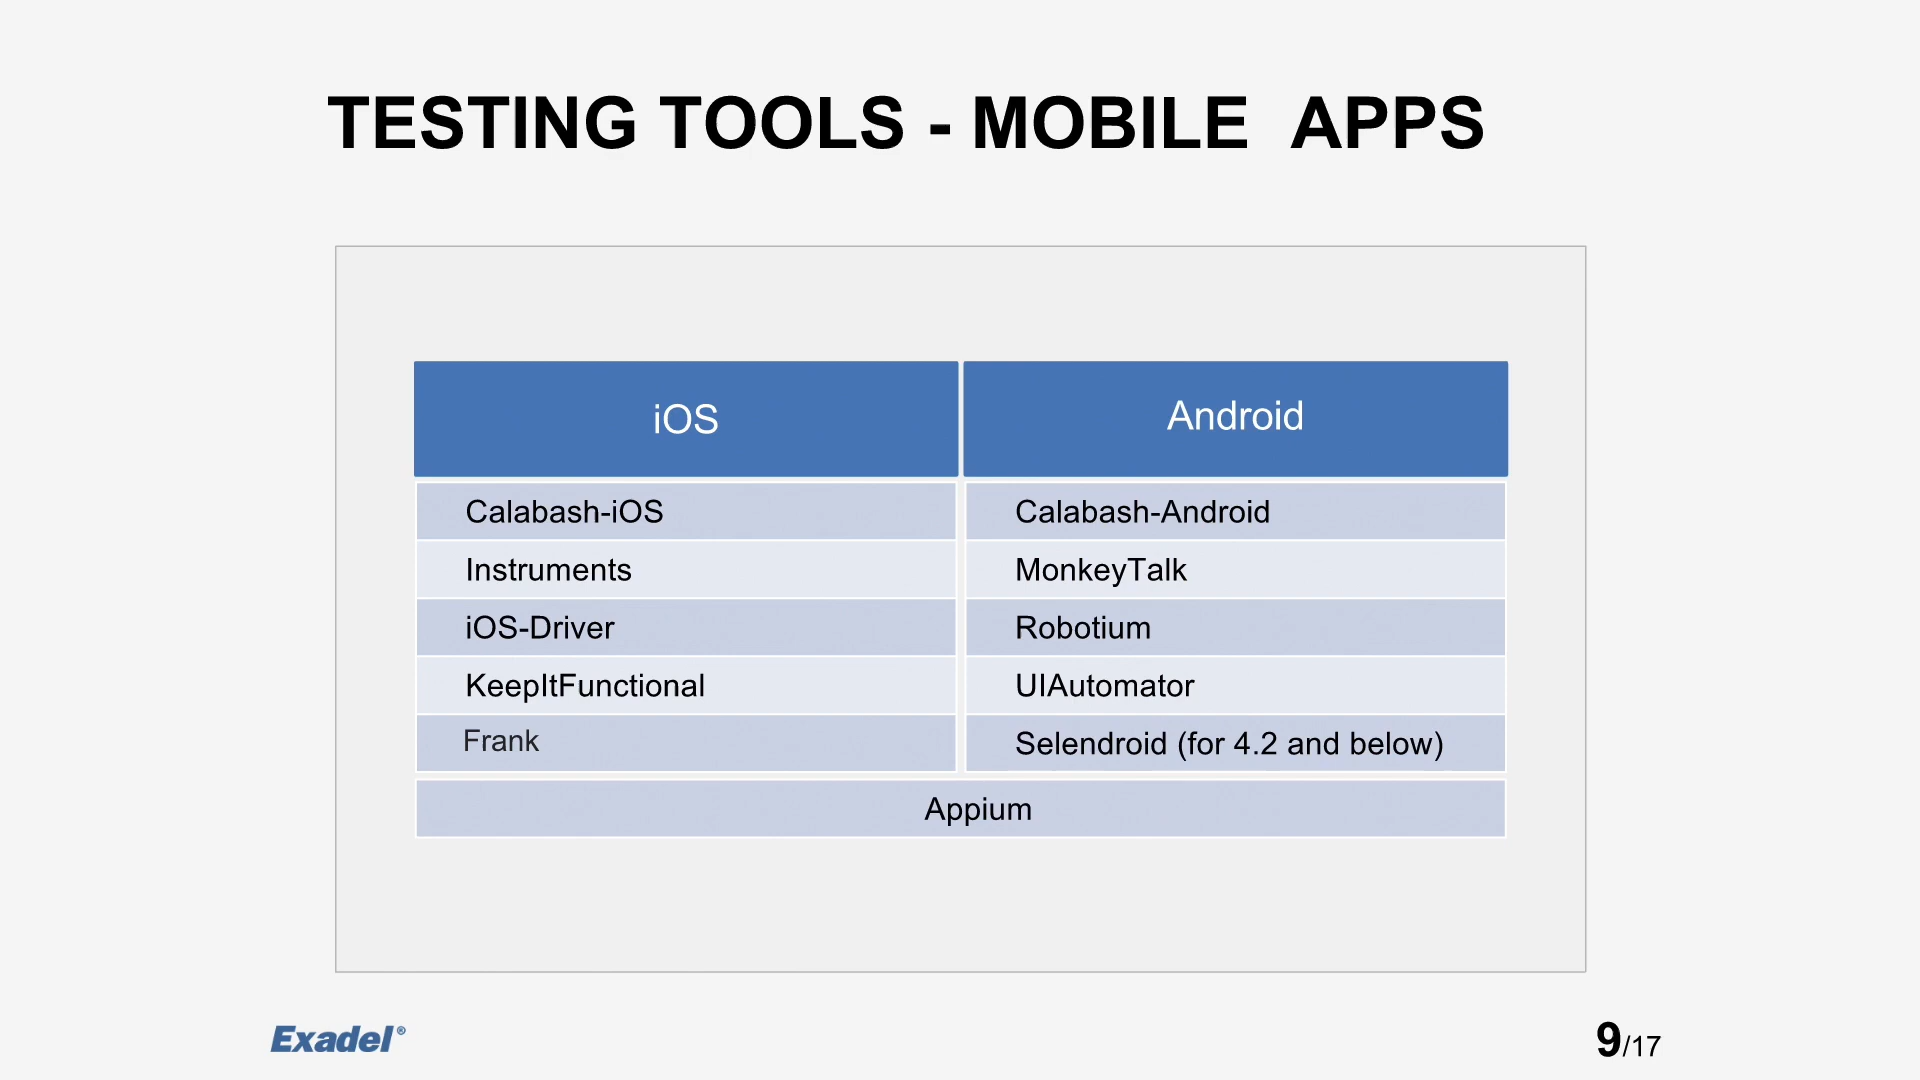 TESTING TOOLS - MOBILE APPS
iOS Android
Calabash-iOS Calabash-Android
Instruments MonkeyTalk
iOS-Driver Robotium
KeepItFunctional UIAutomator
Frank Selendroid (for 4.2 and below)
Appium
Exadel® 9/17